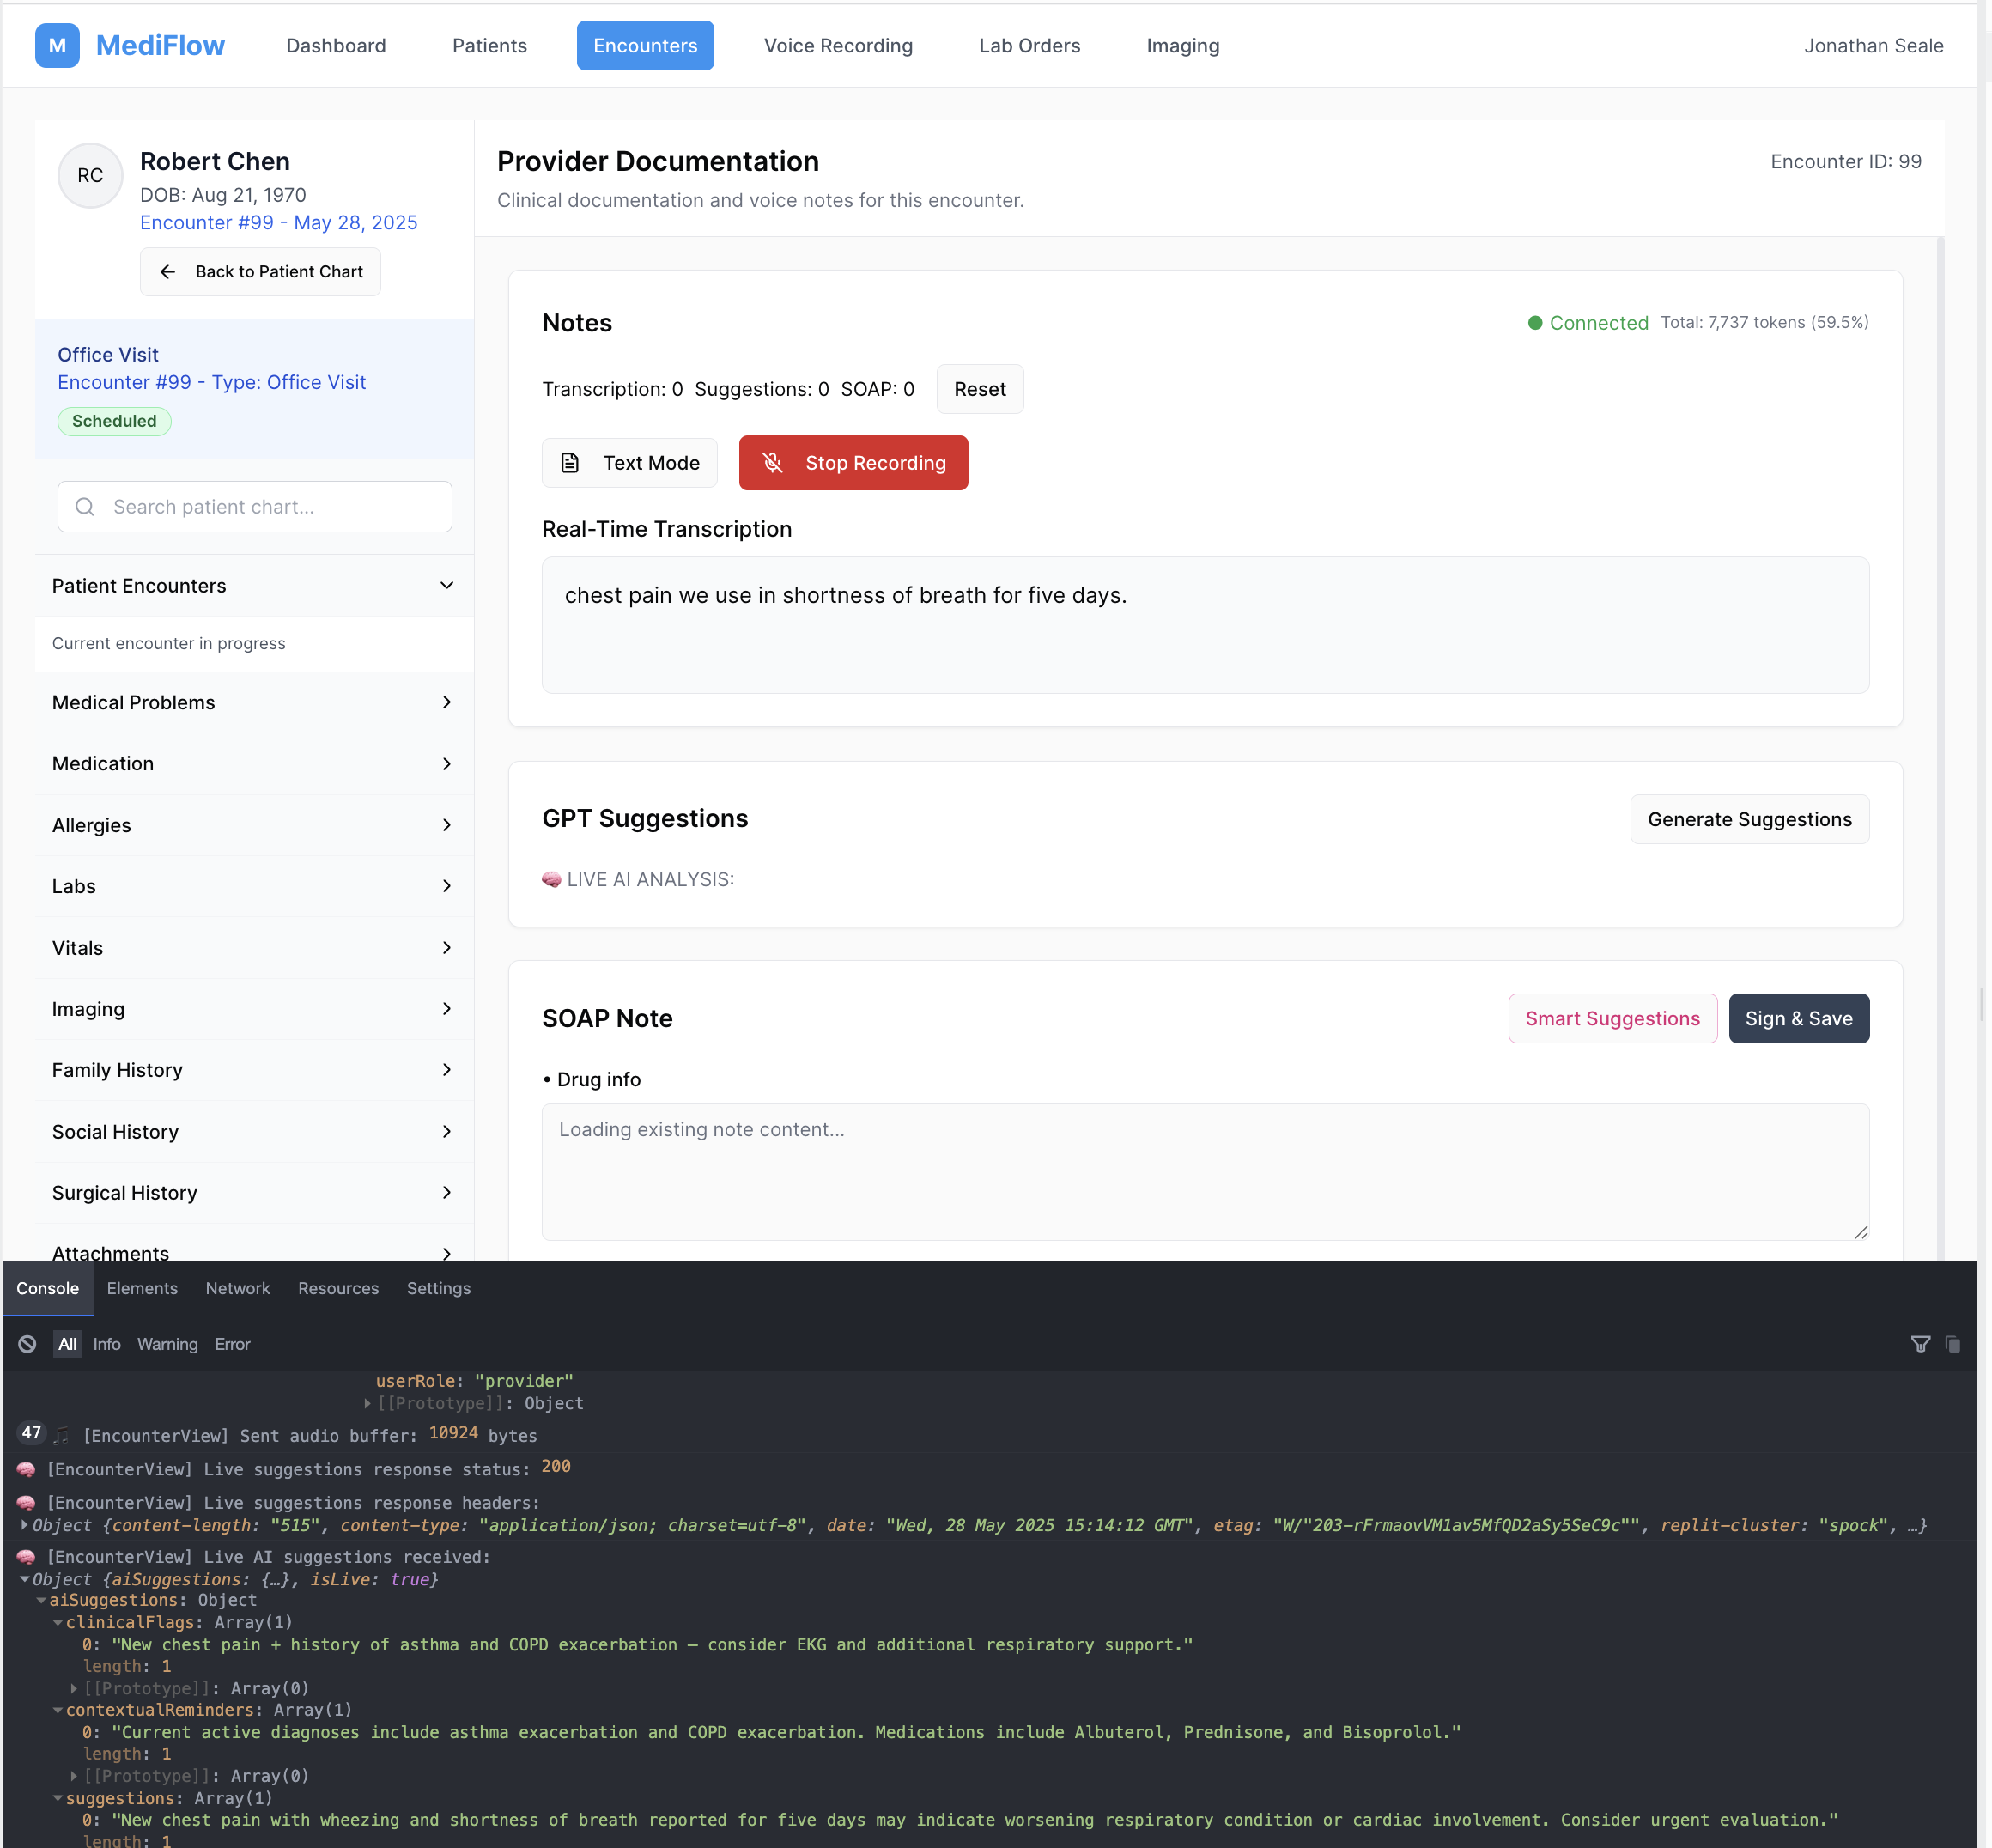 M MediFlow Dashboard Patients Encounters Voice Recording Lab Orders Imaging Jonathan Seale
RC
Robert Chen
DOB: Aug 21, 1970
Encounter #99 - May 28, 2025
Back to Patient Chart
Office Visit
Encounter #99 - Type: Office Visit
Scheduled
Search patient chart...
Patient Encounters
Current encounter in progress
Medical Problems
Medication
Allergies
Labs
Vitals
Imaging
Family History
Social History
Surgical History
Attachments
Provider Documentation
Encounter ID: 99
Clinical documentation and voice notes for this encounter.
Notes
Connected Total: 7,737 tokens (59.5%)
Transcription: 0 Suggestions: 0 SOAP: 0 Reset
Text Mode Stop Recording
Real-Time Transcription
chest pain we use in shortness of breath for five days.
GPT Suggestions
Generate Suggestions
🧠 LIVE AI ANALYSIS:
SOAP Note
Smart Suggestions Sign & Save
• Drug info
Loading existing note content...
Console Elements Network Resources Settings
All Info Warning Error
userRole: "provider"
[[Prototype]]: Object
47 🎵 [EncounterView] Sent audio buffer: 10924 bytes
🧠 [EncounterView] Live suggestions response status: 200
🧠 [EncounterView] Live suggestions response headers:
Object {content-length: "515", content-type: "application/json; charset=utf-8", date: "Wed, 28 May 2025 15:14:12 GMT", etag: "W/"203-rFrmaovVM1av5MfQD2aSy5SeC9c"", replit-cluster: "spock", …}
🧠 [EncounterView] Live AI suggestions received:
Object {aiSuggestions: {…}, isLive: true}
aiSuggestions: Object
clinicalFlags: Array(1)
0: "New chest pain + history of asthma and COPD exacerbation – consider EKG and additional respiratory support."
length: 1
[[Prototype]]: Array(0)
contextualReminders: Array(1)
0: "Current active diagnoses include asthma exacerbation and COPD exacerbation. Medications include Albuterol, Prednisone, and Bisoprolol."
length: 1
[[Prototype]]: Array(0)
suggestions: Array(1)
0: "New chest pain with wheezing and shortness of breath reported for five days may indicate worsening respiratory condition or cardiac involvement. Consider urgent evaluation."
length: 1